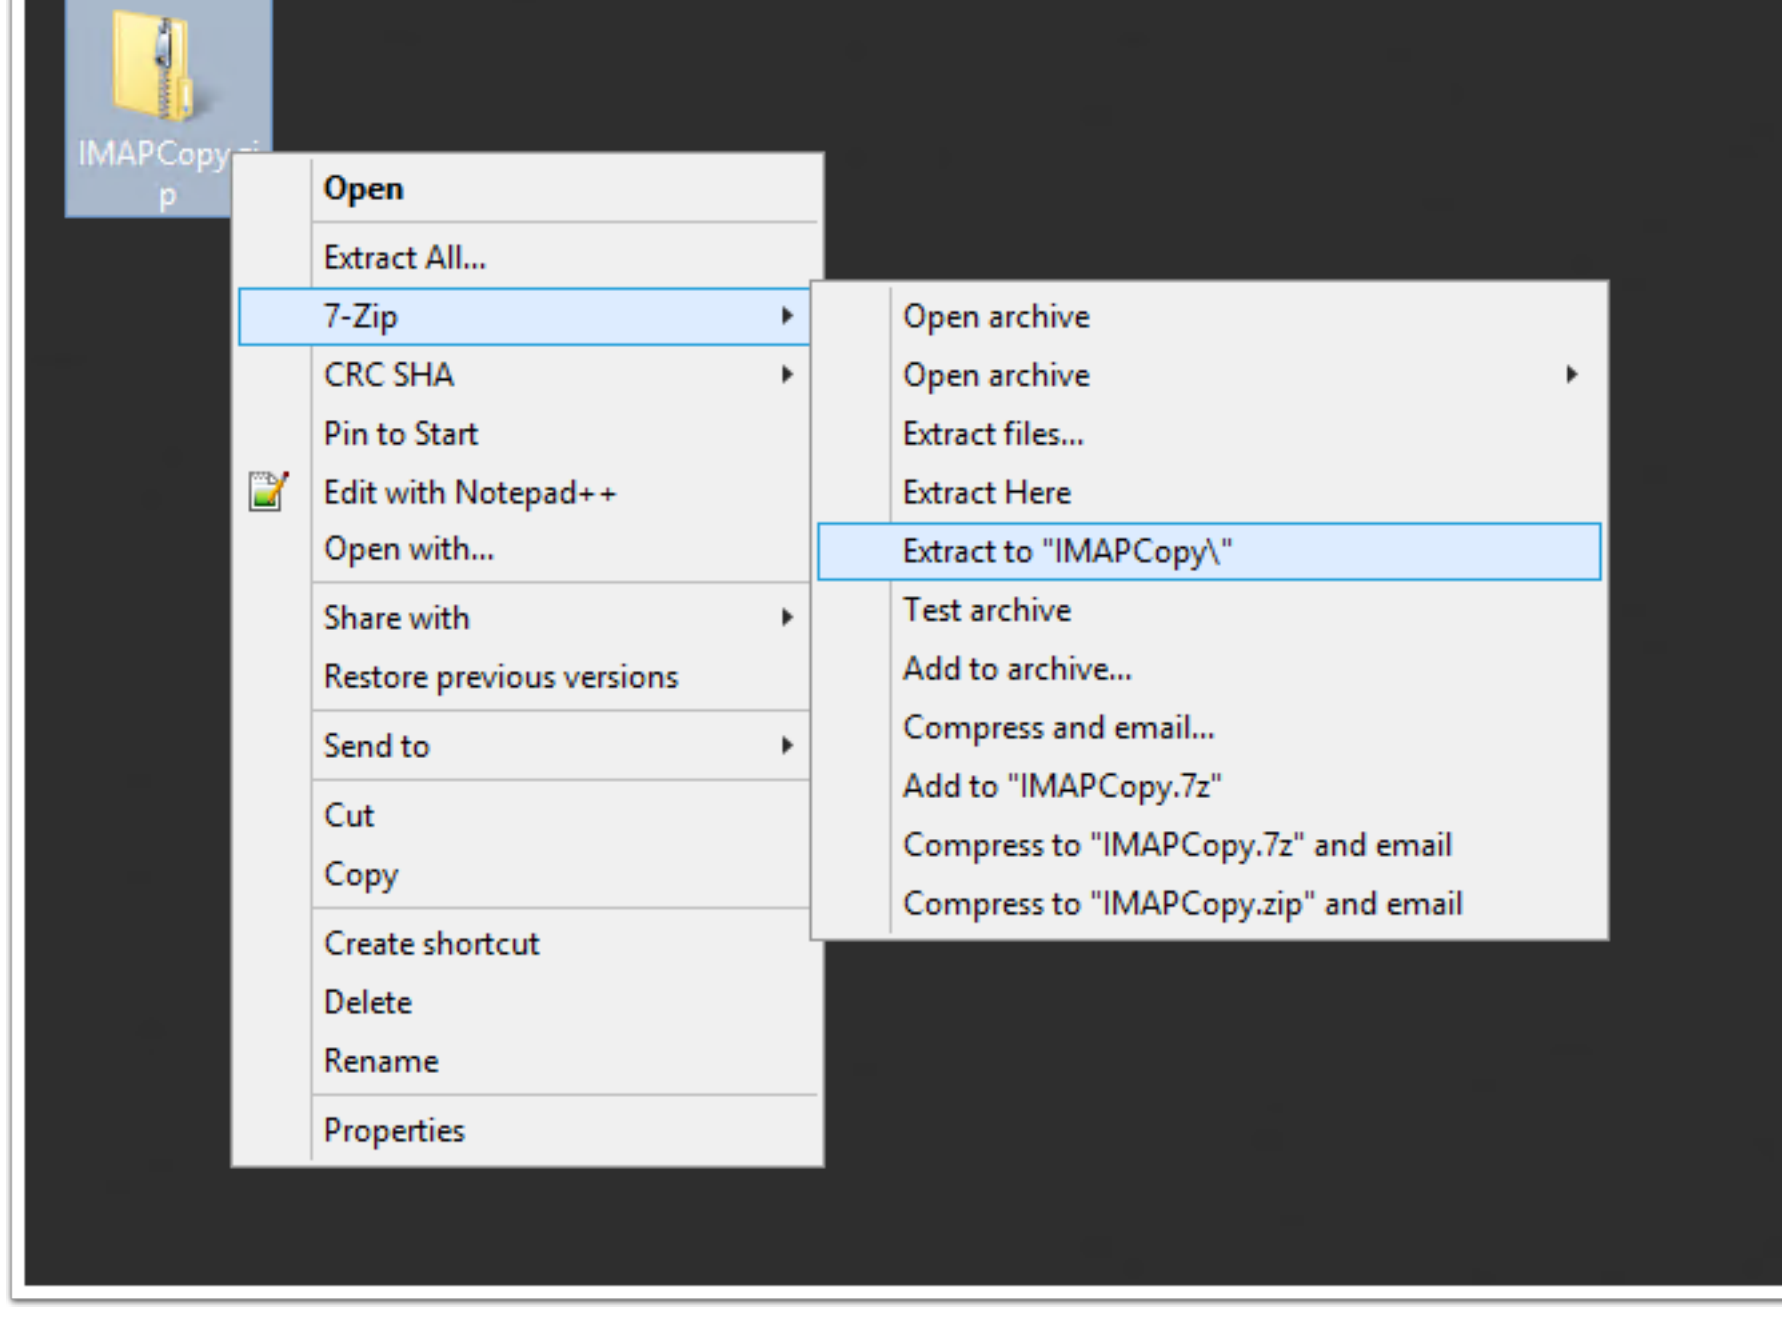 IMAPCopy.zi
p
Open
Extract All...
7-Zip
CRC SHA
Pin to Start
Edit with Notepad++
Open with...
Share with
Restore previous versions
Send to
Cut
Copy
Create shortcut
Delete
Rename
Properties
Open archive
Open archive
Extract files...
Extract Here
Extract to "IMAPCopy\"
Test archive
Add to archive...
Compress and email...
Add to "IMAPCopy.7z"
Compress to "IMAPCopy.7z" and email
Compress to "IMAPCopy.zip" and email